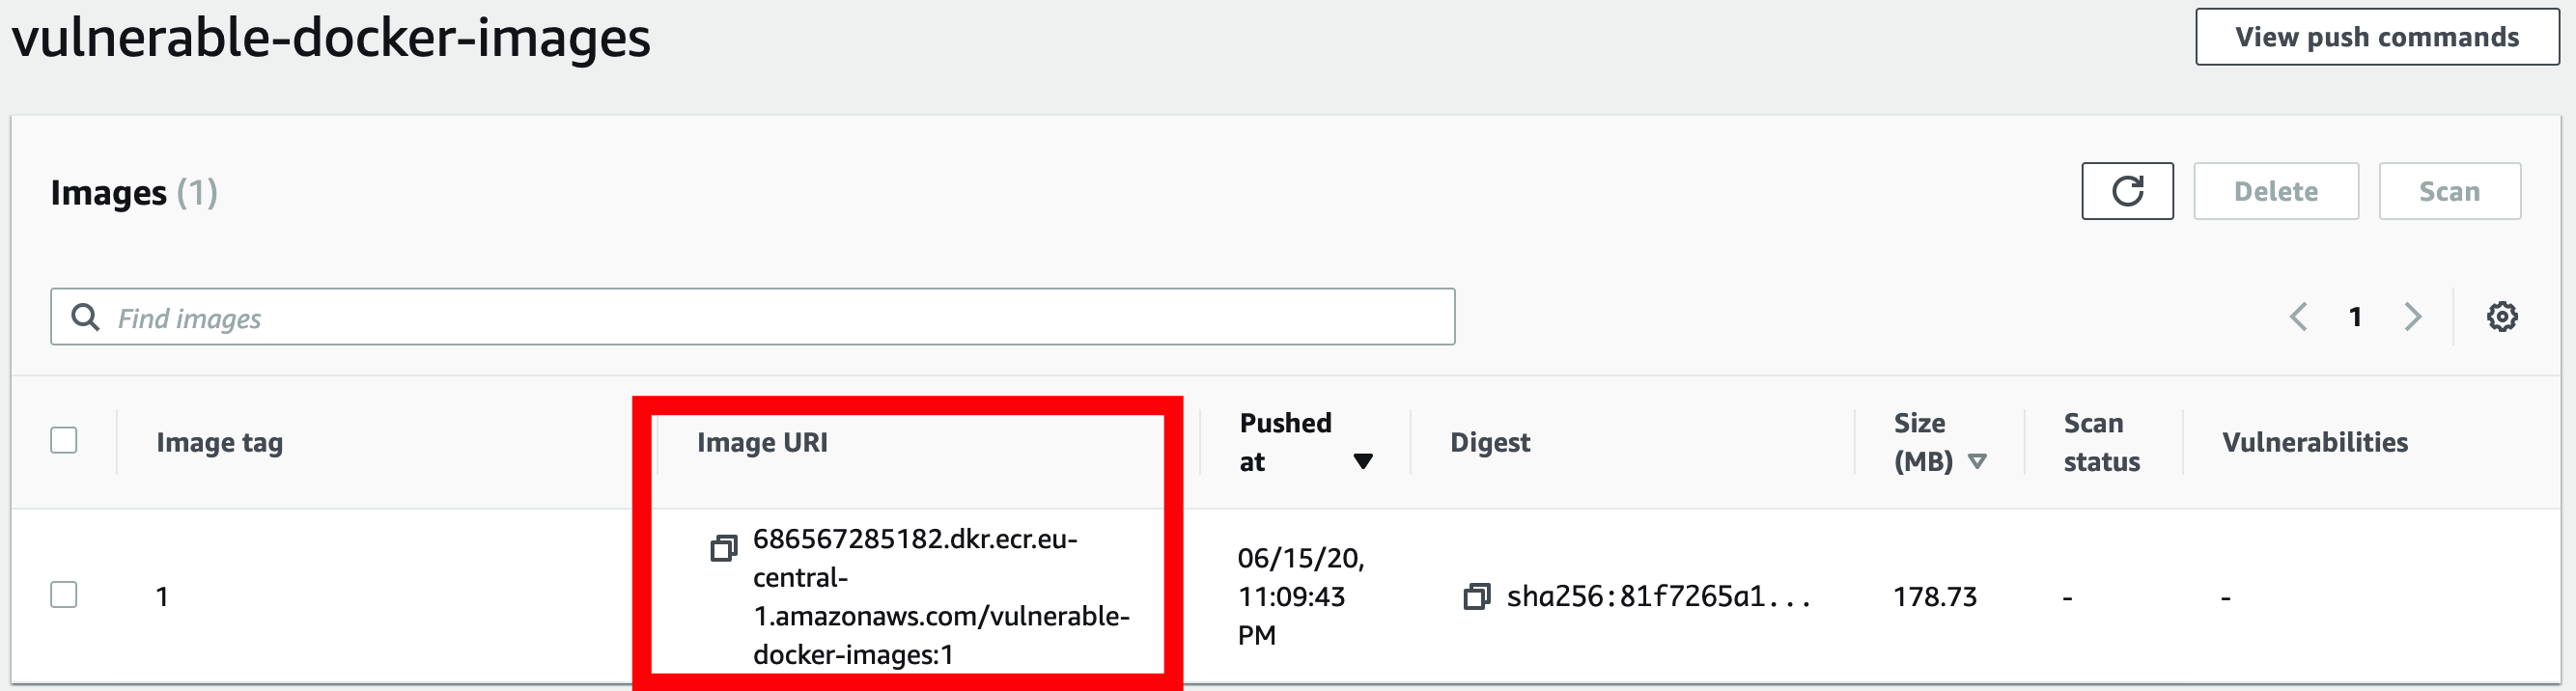 vulnerable-docker-images
View push commands
Images (1)
Delete
Scan
Find images
1
Image tag
Image URI
Pushed
at
Digest
Size
(MB)
Scan
status
Vulnerabilities
1
686567285182.dkr.ecr.eu-
central-
1.amazonaws.com/vulnerable-
docker-images:1
06/15/20,
11:09:43
PM
sha256:81f7265a1...
178.73
-
-